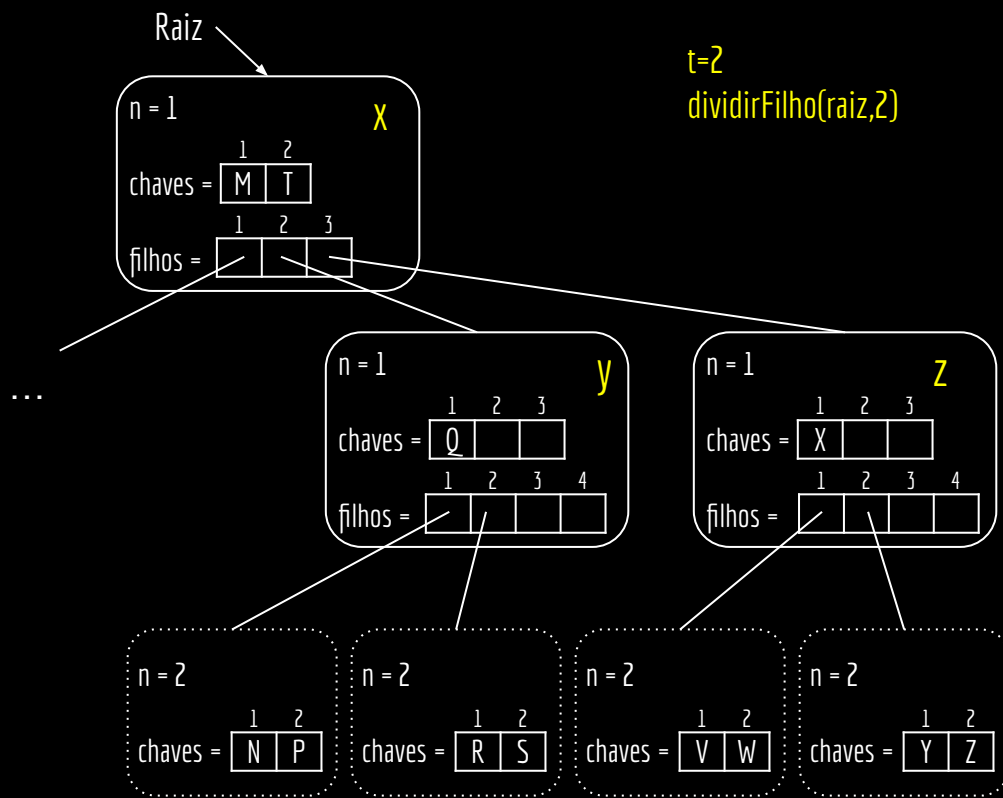 Raiz
t=2
dividirFilho(raiz,2)
n = 1
x
1 2
chaves = M T
1 2 3
filhos =
...
n = 1
y
1 2 3
chaves = Q
1 2 3 4
filhos =
n = 1
z
1 2 3
chaves = X
1 2 3 4
filhos =
n = 2
1 2
chaves = N P
n = 2
1 2
chaves = R S
n = 2
1 2
chaves = V W
n = 2
1 2
chaves = Y Z